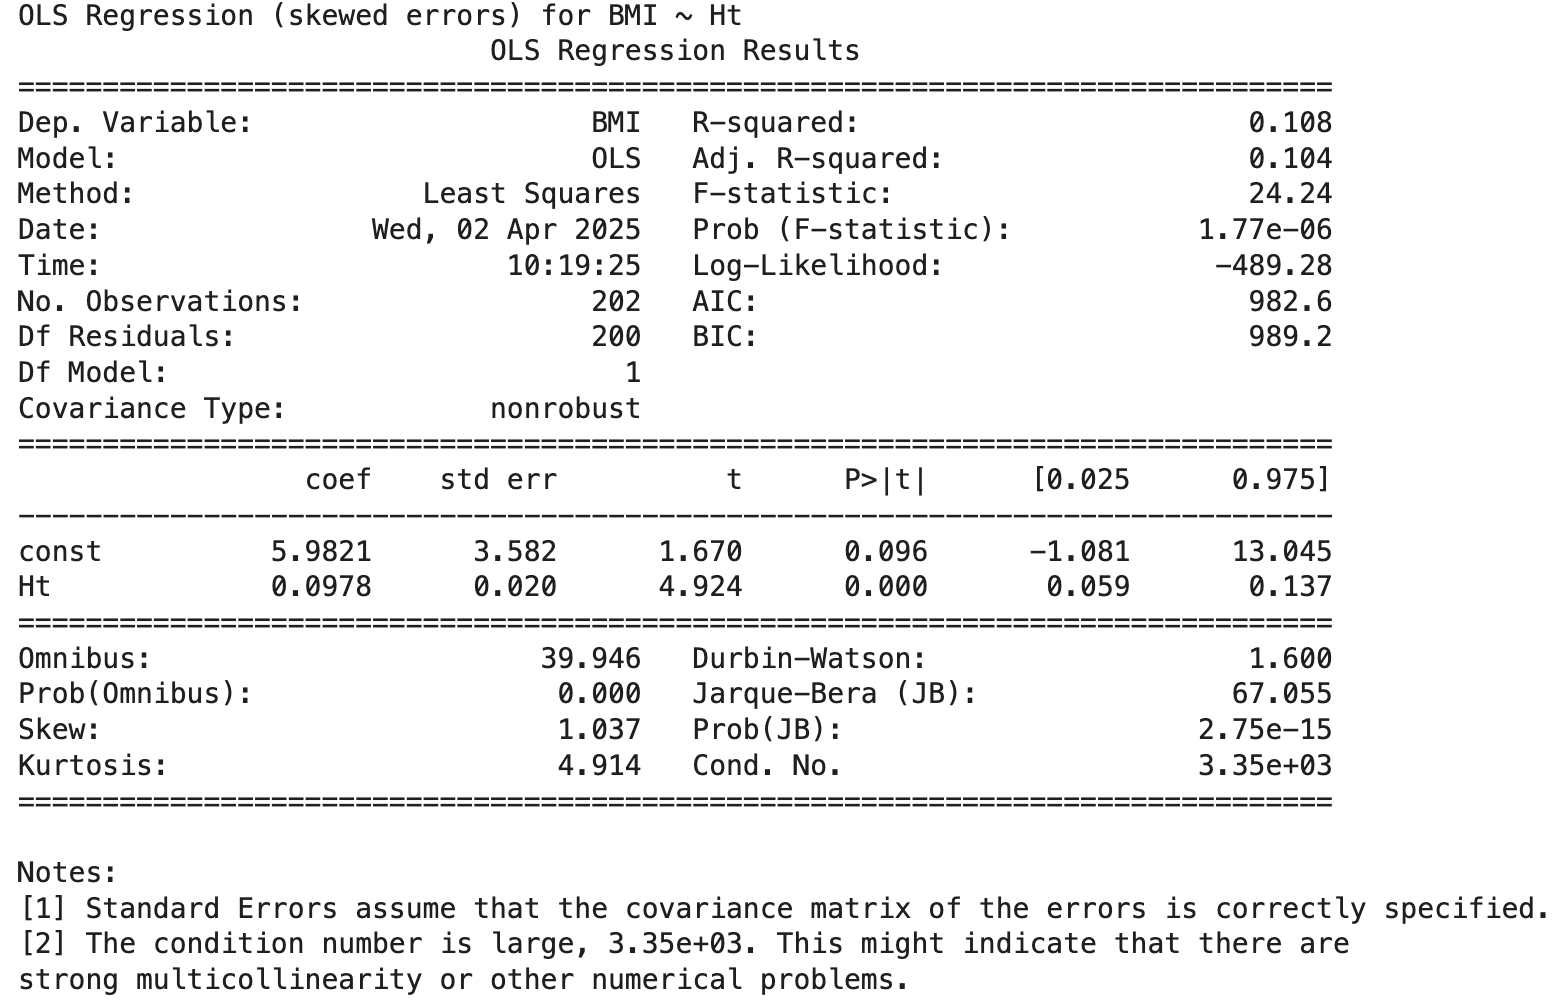 OLS Regression (skewed errors) for BMI ~ Ht
                            OLS Regression Results
==============================================================================
Dep. Variable:                    BMI   R-squared:                       0.108
Model:                            OLS   Adj. R-squared:                  0.104
Method:                 Least Squares   F-statistic:                     24.24
Date:                Wed, 02 Apr 2025   Prob (F-statistic):           1.77e-06
Time:                        10:19:25   Log-Likelihood:                -489.28
No. Observations:                 202   AIC:                             982.6
Df Residuals:                     200   BIC:                             989.2
Df Model:                           1
Covariance Type:            nonrobust
==============================================================================
                 coef    std err          t      P>|t|      [0.025      0.975]
------------------------------------------------------------------------------
const          5.9821      3.582      1.670      0.096      -1.081      13.045
Ht             0.0978      0.020      4.924      0.000       0.059       0.137
==============================================================================
Omnibus:                       39.946   Durbin-Watson:                   1.600
Prob(Omnibus):                  0.000   Jarque-Bera (JB):               67.055
Skew:                           1.037   Prob(JB):                     2.75e-15
Kurtosis:                       4.914   Cond. No.                     3.35e+03
==============================================================================

Notes:
[1] Standard Errors assume that the covariance matrix of the errors is correctly specified.
[2] The condition number is large, 3.35e+03. This might indicate that there are
strong multicollinearity or other numerical problems.